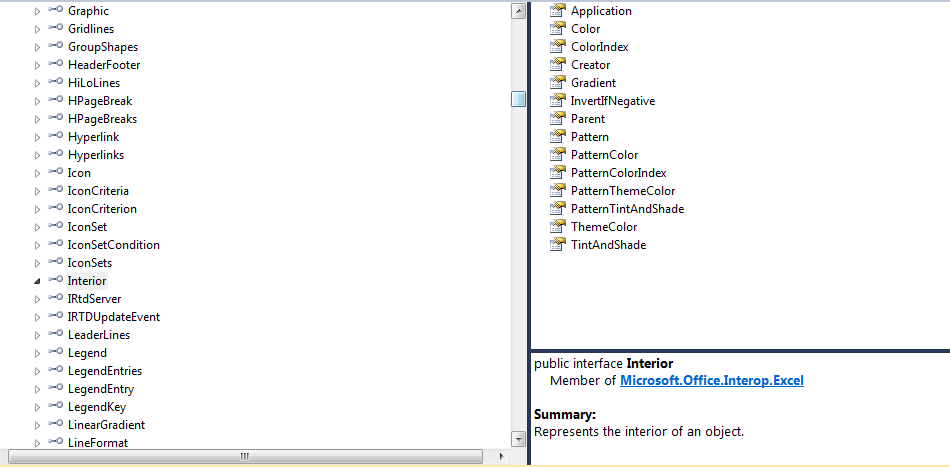 Graphic
Gridlines
GroupShapes
HeaderFooter
HiLoLines
HPageBreak
HPageBreaks
Hyperlink
Hyperlinks
Icon
IconCriteria
IconCriterion
IconSet
IconSetCondition
IconSets
Interior
IRtdServer
IRTDUpdateEvent
LeaderLines
Legend
LegendEntries
LegendEntry
LegendKey
LinearGradient
LineFormat
Application
Color
ColorIndex
Creator
Gradient
InvertIfNegative
Parent
Pattern
PatternColor
PatternColorIndex
PatternThemeColor
PatternTintAndShade
ThemeColor
TintAndShade
public interface Interior
Member of Microsoft.Office.Interop.Excel
Summary:
Represents the interior of an object.